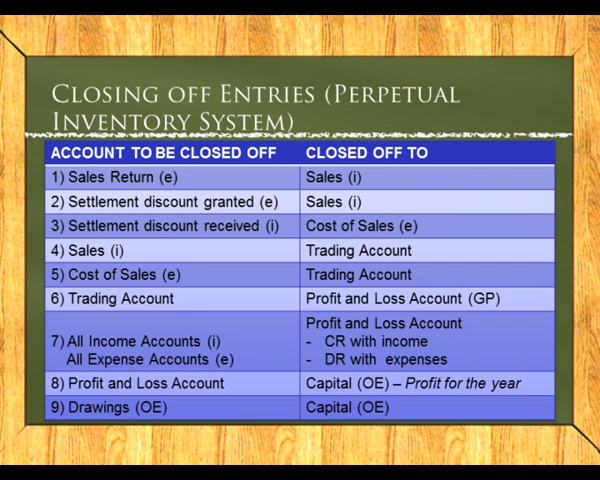 CLOSING OFF ENTRIES (PERPETUAL
INVENTORY SYSTEM)
ACCOUNT TO BE CLOSED OFF CLOSED OFF TO
1) Sales Return (e) Sales (i)
2) Settlement discount granted (e) Sales (i)
3) Settlement discount received (i) Cost of Sales (e)
4) Sales (i) Trading Account
5) Cost of Sales (e) Trading Account
6) Trading Account Profit and Loss Account (GP)
7) All Income Accounts (i)
All Expense Accounts (e)
Profit and Loss Account
- CR with income
- DR with expenses
8) Profit and Loss Account Capital (OE) – Profit for the year
9) Drawings (OE) Capital (OE)